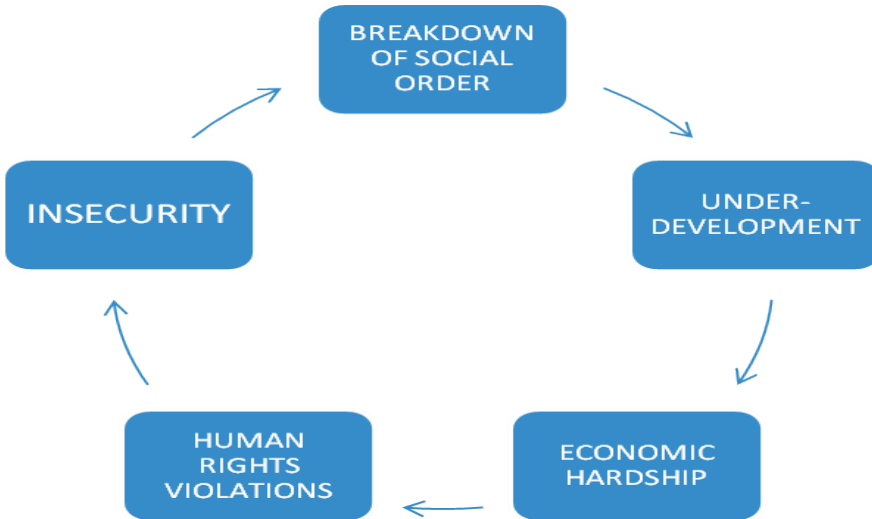 BREAKDOWN
OF SOCIAL
ORDER
UNDER-
DEVELOPMENT
ECONOMIC
HARDSHIP
HUMAN
RIGHTS
VIOLATIONS
INSECURITY